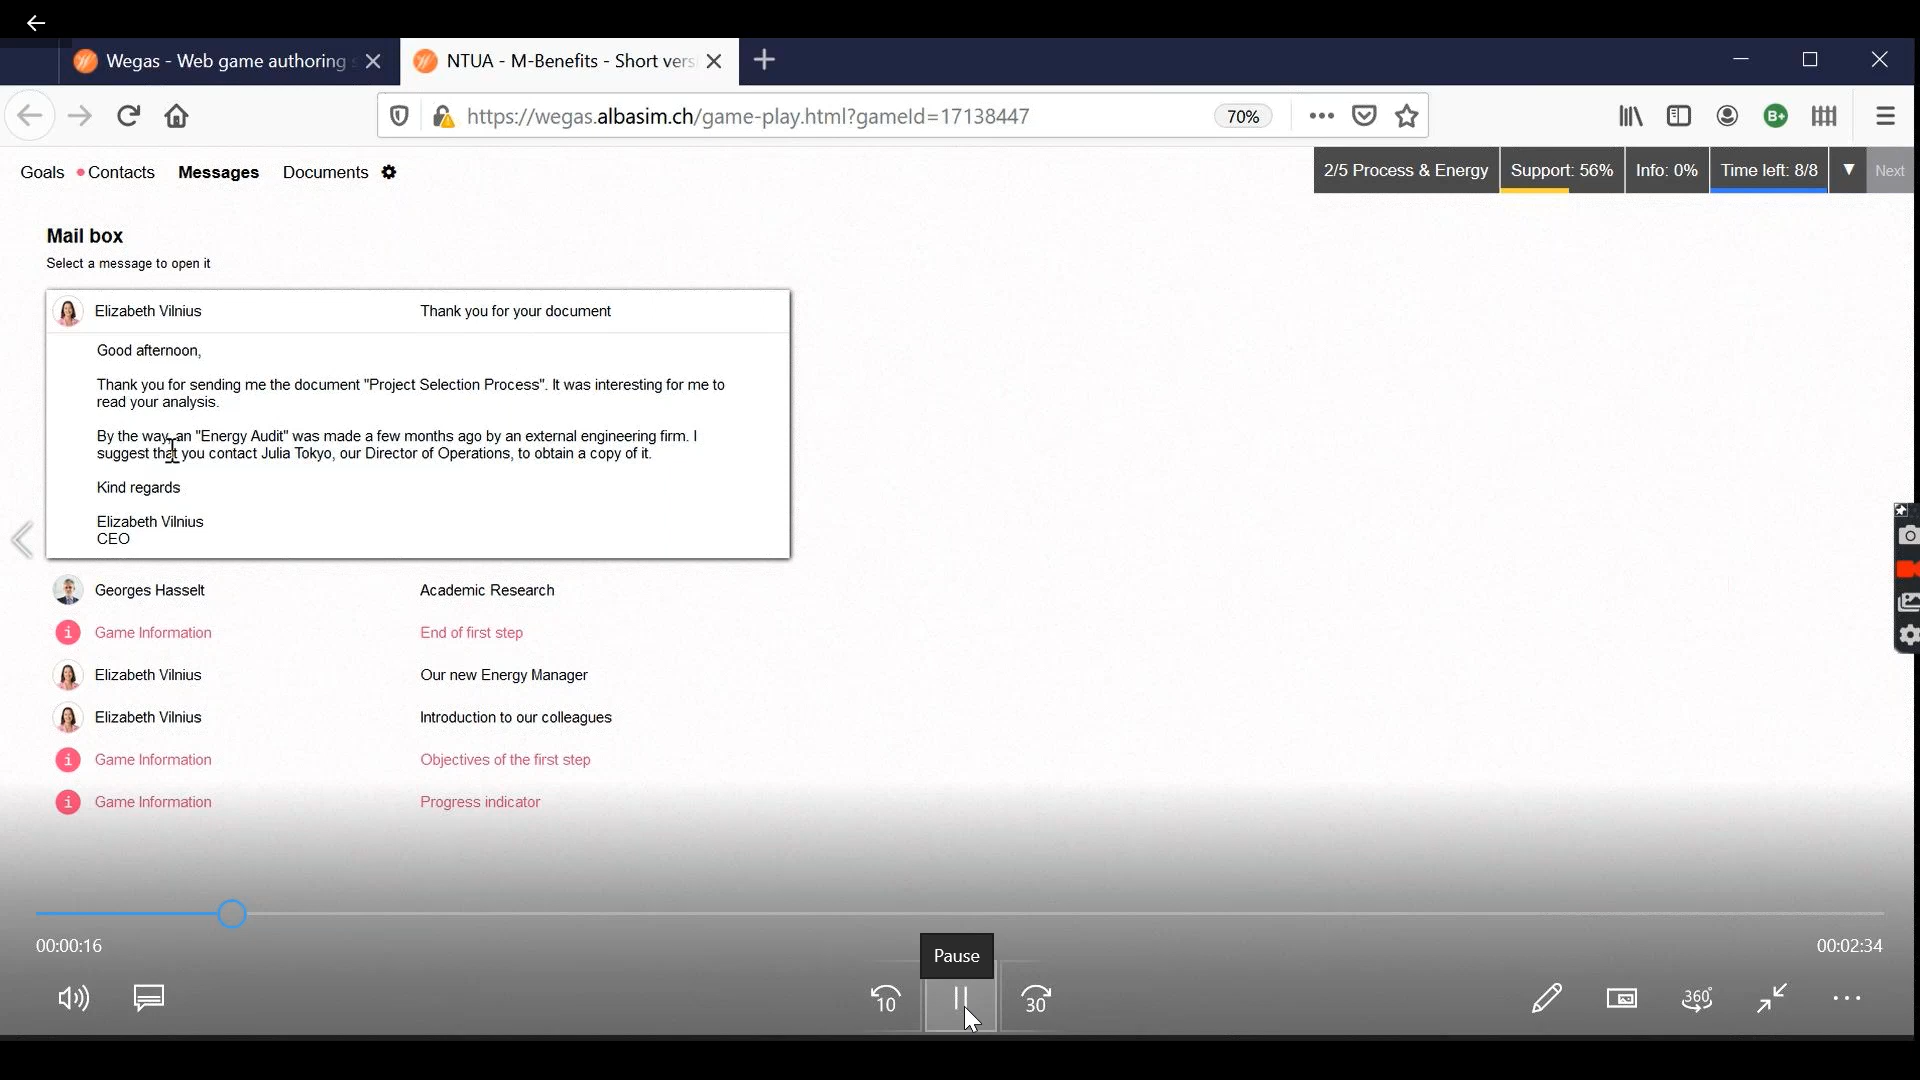 Wegas - Web game authoring
NTUA - M-Benefits - Short vers
https://wegas.albasim.ch/game-play.html?gameId=17138447
70%
B+
Goals
Contacts
Messages
Documents
2/5 Process & Energy
Support: 56%
Info: 0%
Time left: 8/8
Next
Mail box
Select a message to open it
Elizabeth Vilnius
Thank you for your document
Good afternoon,
Thank you for sending me the document "Project Selection Process". It was interesting for me to
read your analysis.
By the way, an "Energy Audit" was made a few months ago by an external engineering firm. I
suggest that you contact Julia Tokyo, our Director of Operations, to obtain a copy of it.
Kind regards
Elizabeth Vilnius
CEO
Georges Hasselt
Academic Research
i
Game Information
End of first step
Elizabeth Vilnius
Our new Energy Manager
Elizabeth Vilnius
Introduction to our colleagues
i
Game Information
Objectives of the first step
i
Game Information
Progress indicator
00:00:16
Pause
00:02:34
10
30
360°